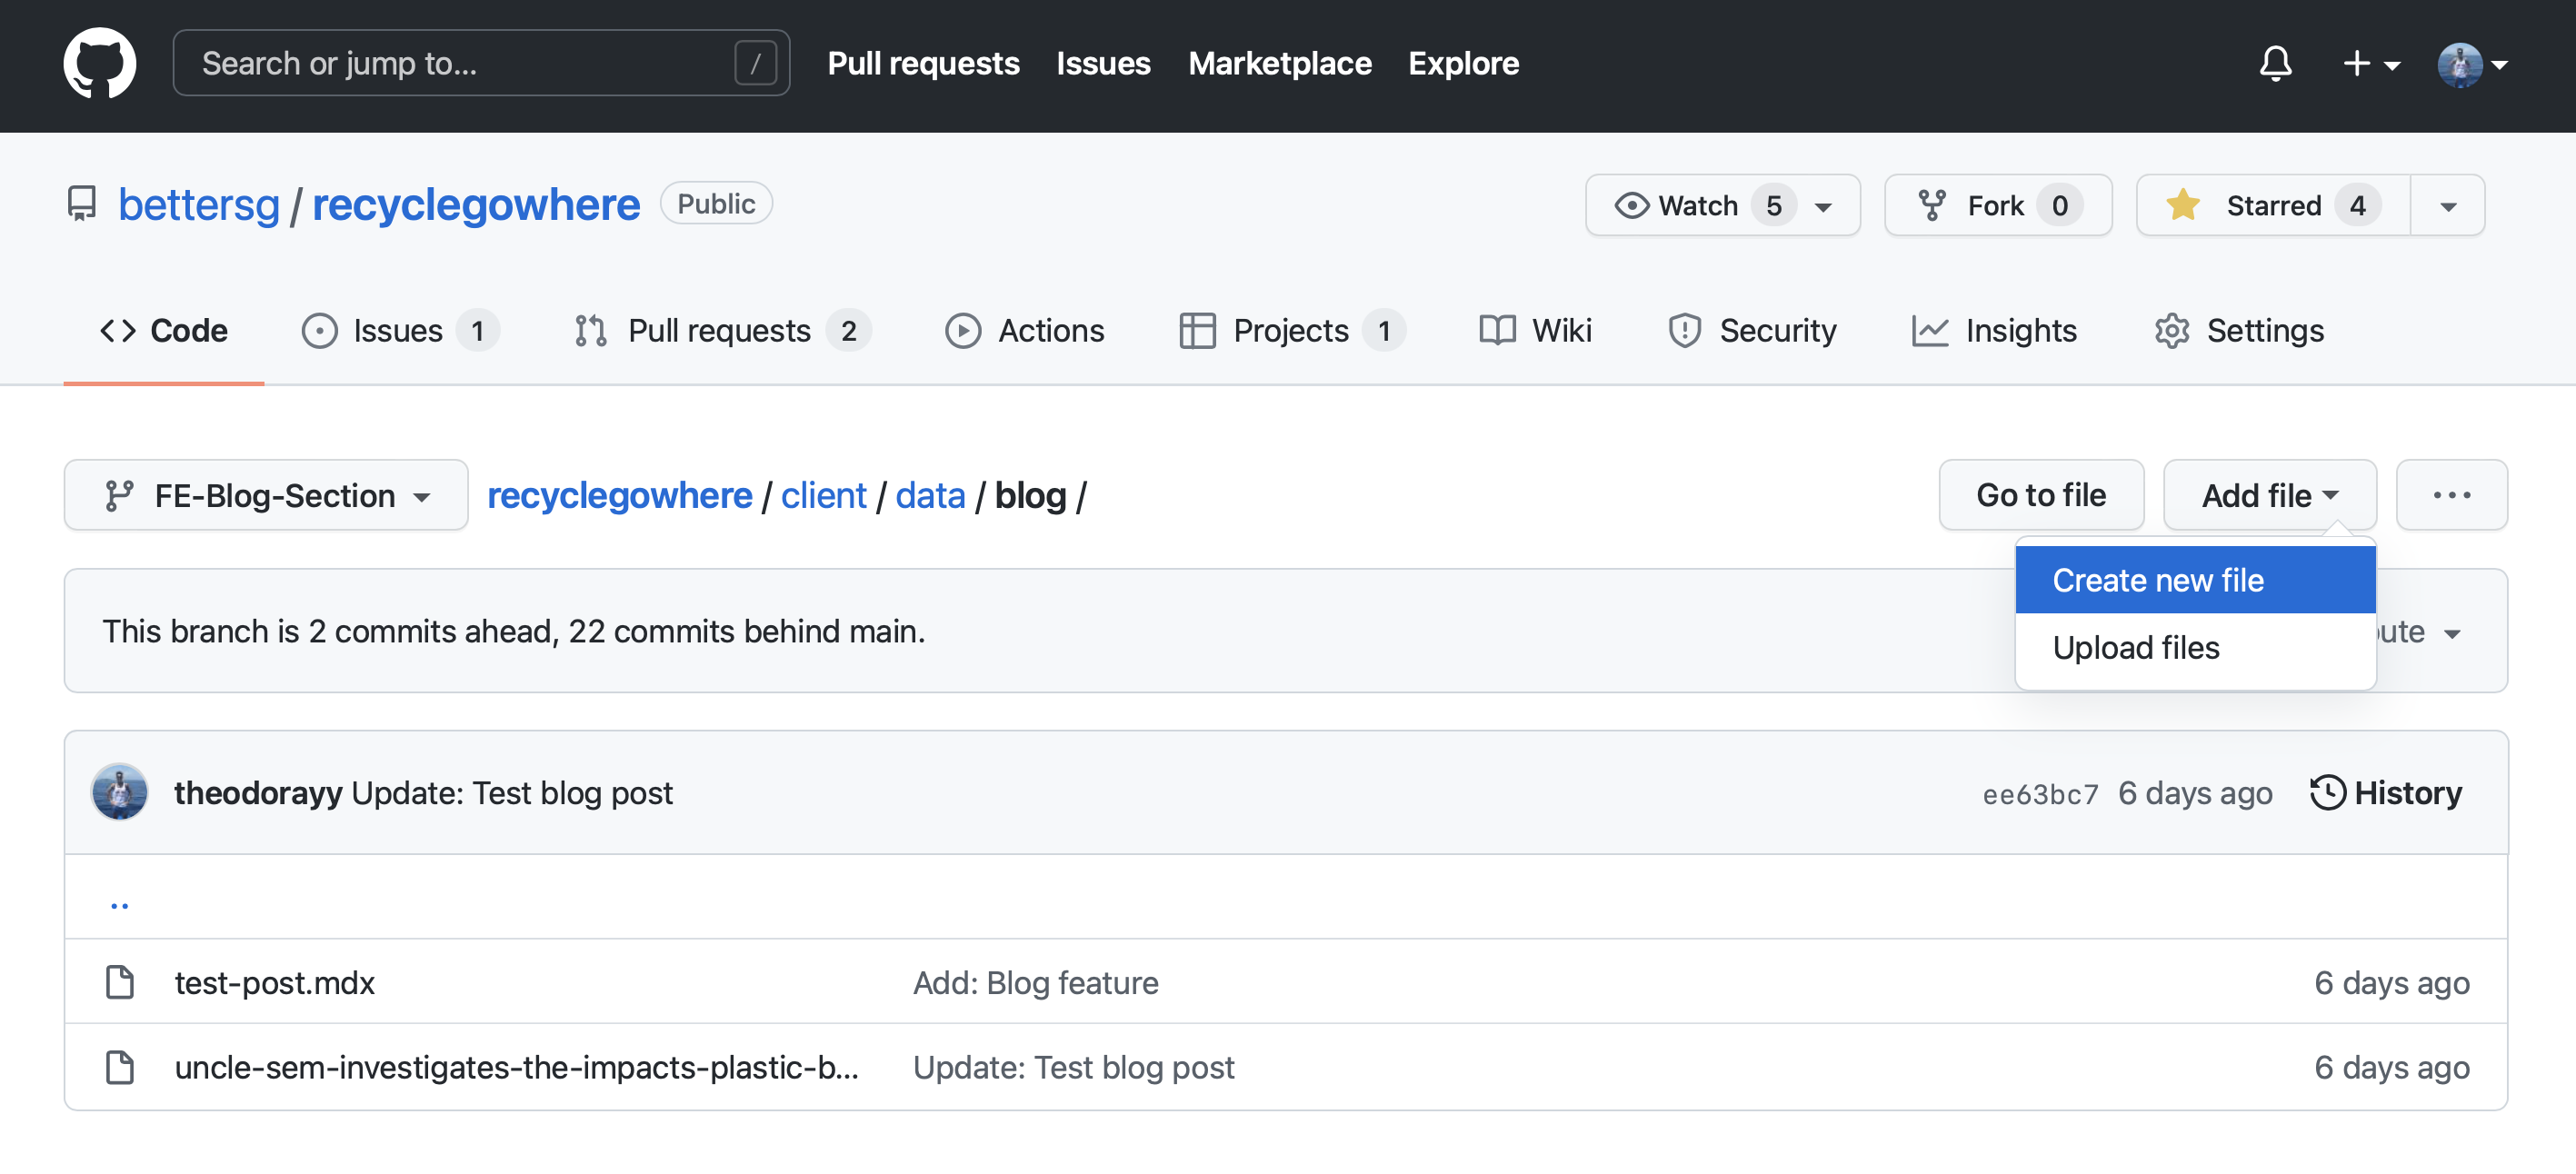 Search or jump to... / Pull requests Issues Marketplace Explore
bettersg / recyclegowhere Public Watch 5 Fork 0 Starred 4
Code Issues 1 Pull requests 2 Actions Projects 1 Wiki Security Insights Settings
FE-Blog-Section recyclegowhere / client / data / blog / Go to file Add file ...
Create new file
This branch is 2 commits ahead, 22 commits behind main.
Upload files
theodorayy Update: Test blog post ee63bc7 6 days ago History
..
test-post.mdx Add: Blog feature 6 days ago
uncle-sem-investigates-the-impacts-plastic-b... Update: Test blog post 6 days ago